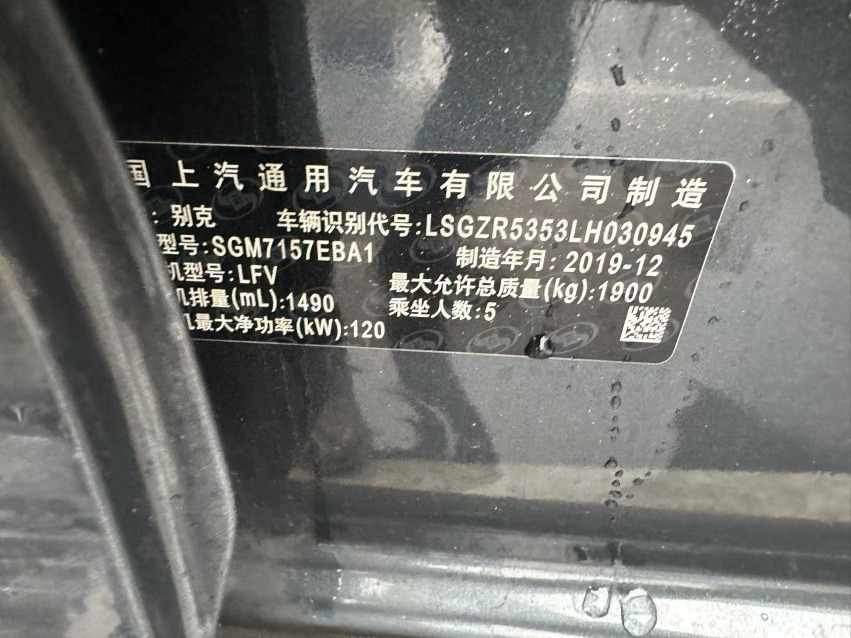 国 上汽通用汽车有限公司制造
: 别克 车辆识别代号:LSGZR5353LH030945
型号:SGM7157EBA1 制造年月: 2019-12
机型号:LFV 最大允许总质量(kg):1900
机排量(mL):1490 乘坐人数:5
机最大净功率(kW):120